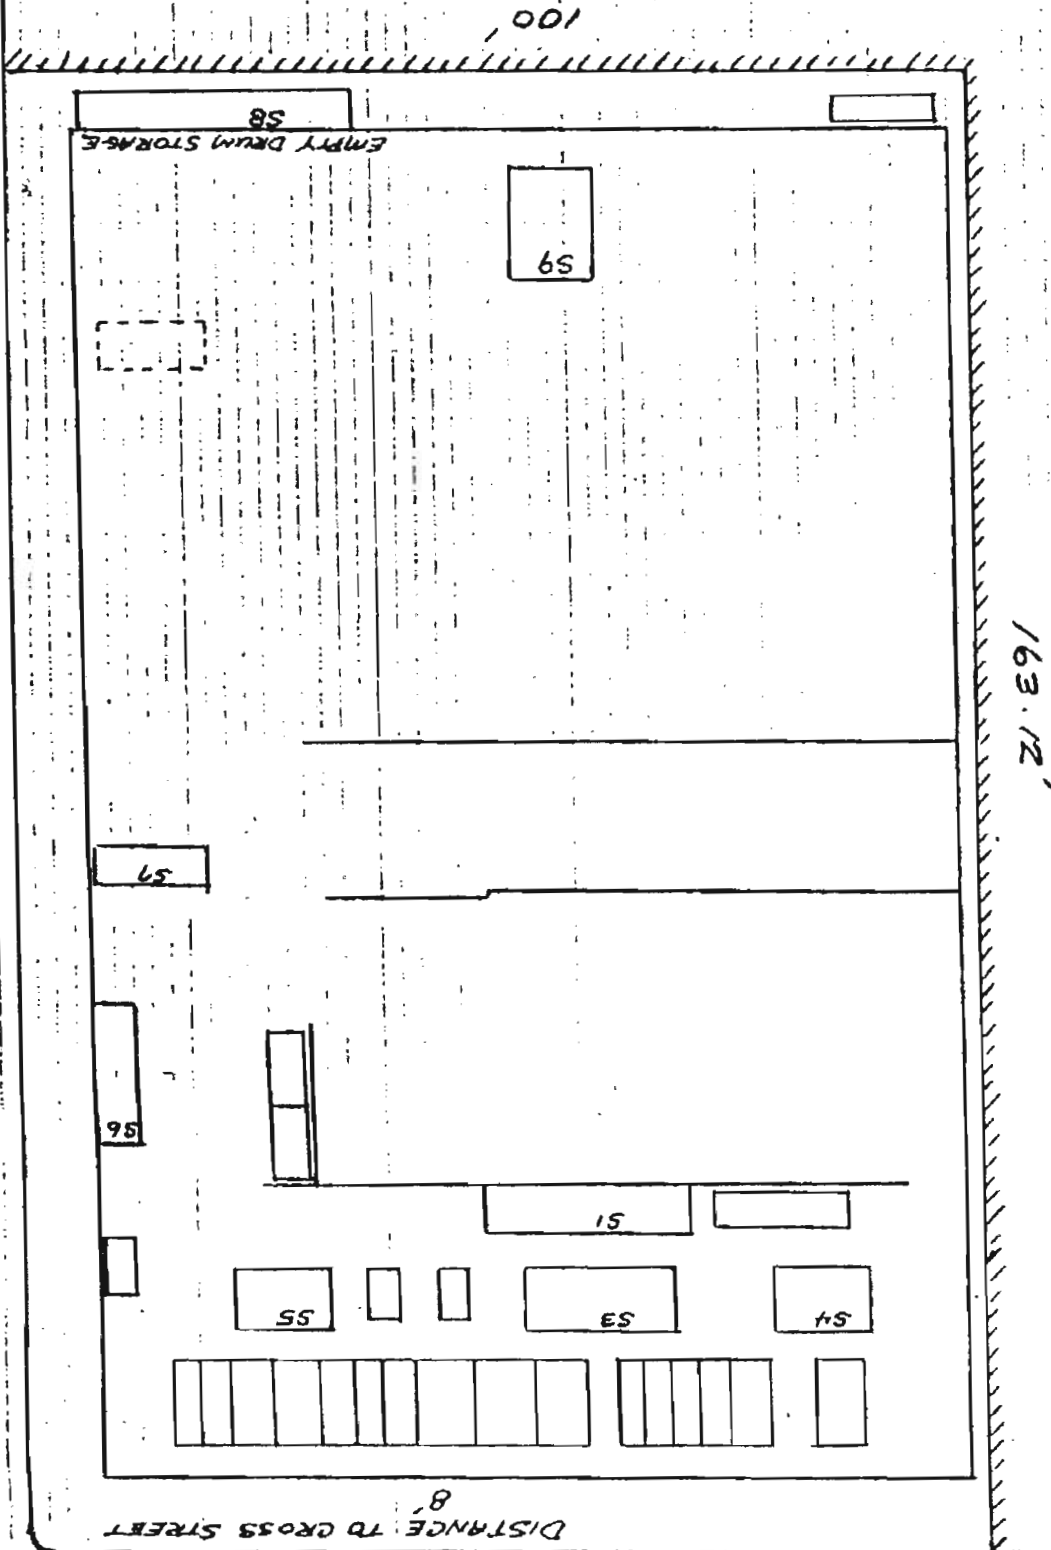 DISTANCE TO CROSS STREET
8'
S4
S3
S5
S1
S6
S7
163.12'
S9
EMPTY DRUM STORAGE
S8
100'